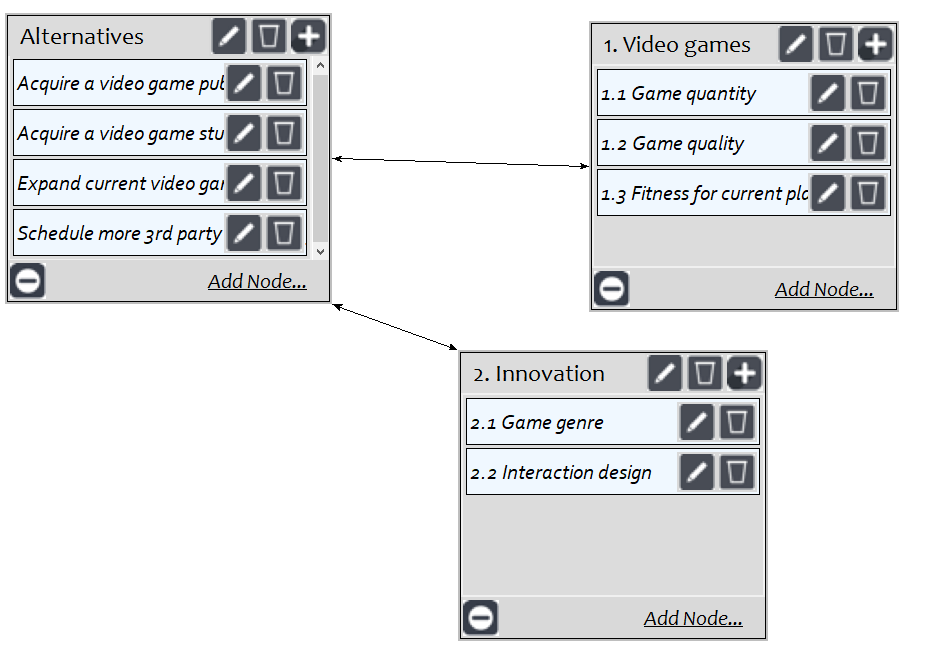 Alternatives
Acquire a video game pub
Acquire a video game stu
Expand current video gar
Schedule more 3rd party
Add Node...
1. Video games
1.1 Game quantity
1.2 Game quality
1.3 Fitness for current pla
Add Node...
2. Innovation
2.1 Game genre
2.2 Interaction design
Add Node...